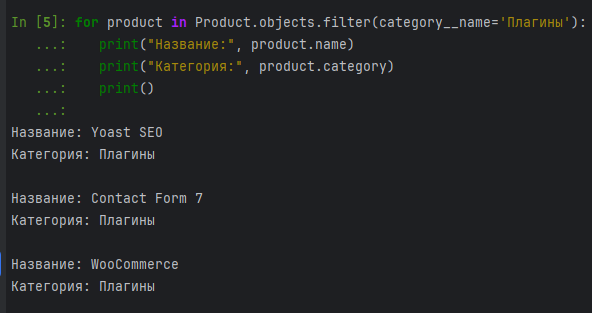 In [5]: for product in Product.objects.filter(category__name='Плагины'):
   ...:     print("Название:", product.name)
   ...:     print("Категория:", product.category)
   ...:     print()
   ...:
Название: Yoast SEO
Категория: Плагины

Название: Contact Form 7
Категория: Плагины

Название: WooCommerce
Категория: Плагины